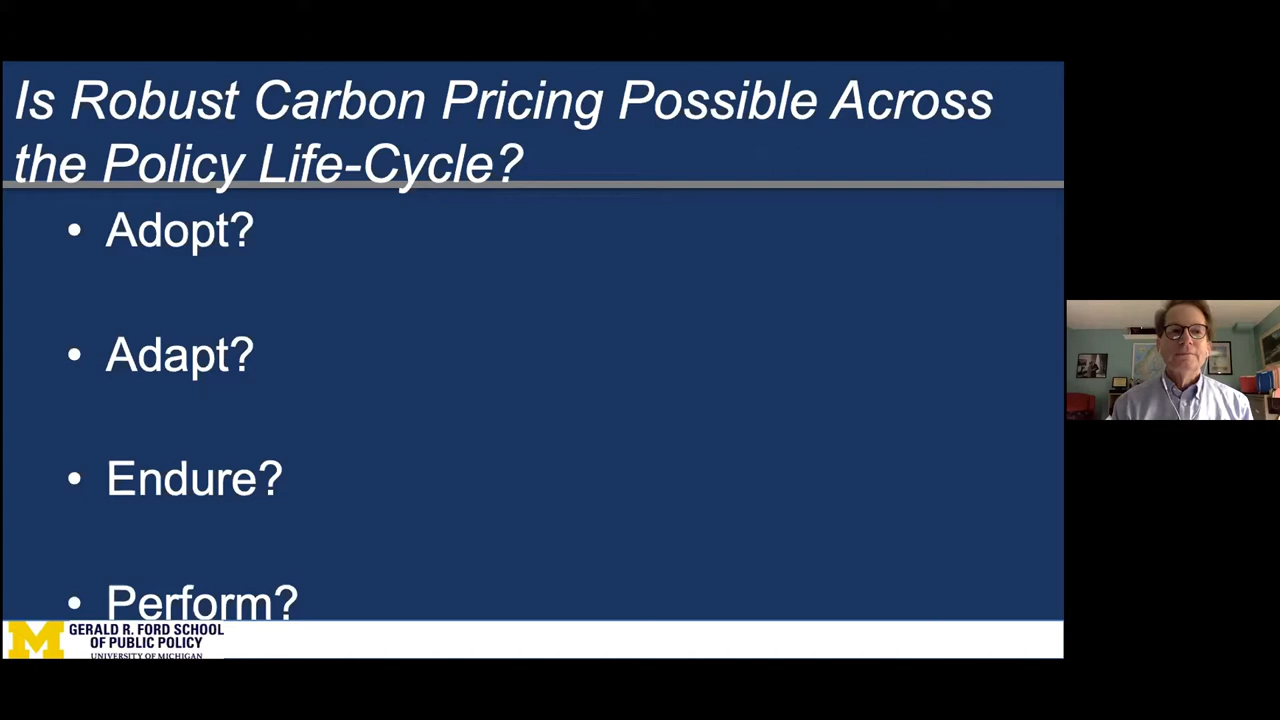 Is Robust Carbon Pricing Possible Across
the Policy Life-Cycle?
• Adopt?
• Adapt?
• Endure?
• Perform?
M
GERALD R. FORD SCHOOL
OF PUBLIC POLICY
UNIVERSITY OF MICHIGAN